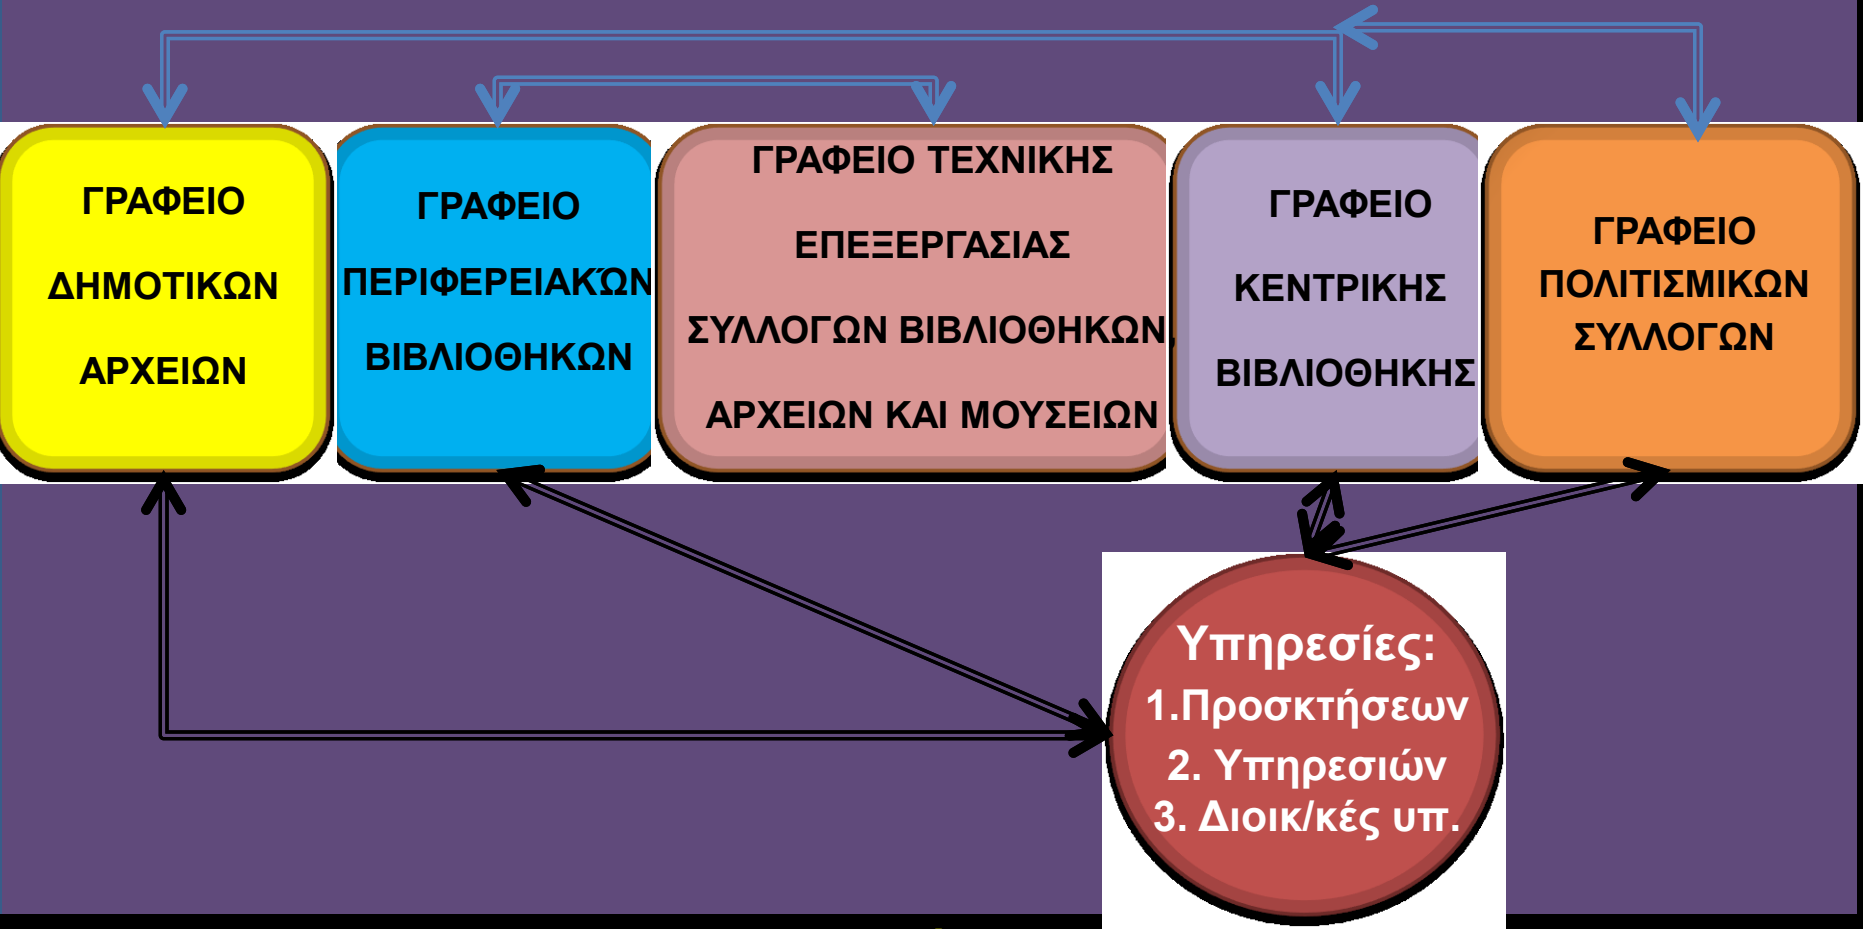 ΓΡΑΦΕΙΟ
ΔΗΜΟΤΙΚΩΝ
ΑΡΧΕΙΩΝ
ΓΡΑΦΕΙΟ
ΠΕΡΙΦΕΡΕΙΑΚΏΝ
ΒΙΒΛΙΟΘΗΚΩΝ
ΓΡΑΦΕΙΟ ΤΕΧΝΙΚΗΣ
ΕΠΕΞΕΡΓΑΣΙΑΣ
ΣΥΛΛΟΓΩΝ ΒΙΒΛΙΟΘΗΚΩΝ,
ΑΡΧΕΙΩΝ ΚΑΙ ΜΟΥΣΕΙΩΝ
ΓΡΑΦΕΙΟ
ΚΕΝΤΡΙΚΗΣ
ΒΙΒΛΙΟΘΗΚΗΣ
ΓΡΑΦΕΙΟ
ΠΟΛΙΤΙΣΜΙΚΩΝ
ΣΥΛΛΟΓΩΝ
Υπηρεσίες:
1.Προσκτήσεων
2. Υπηρεσιών
3. Διοικ/κές υπ.